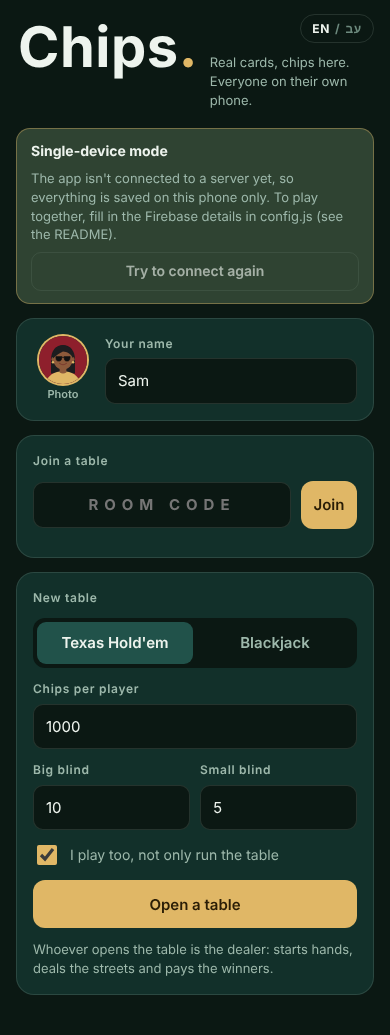 Chips.
EN / עב
Real cards, chips here.
Everyone on their own
phone.
Single-device mode
The app isn't connected to a server yet, so
everything is saved on this phone only. To play
together, fill in the Firebase details in config.js (see
the README).
Try to connect again
Your name
Sam
Photo
Join a table
ROOM CODE
Join
New table
Texas Hold'em
Blackjack
Chips per player
1000
Big blind
Small blind
10
5
I play too, not only run the table
Open a table
Whoever opens the table is the dealer: starts hands,
deals the streets and pays the winners.